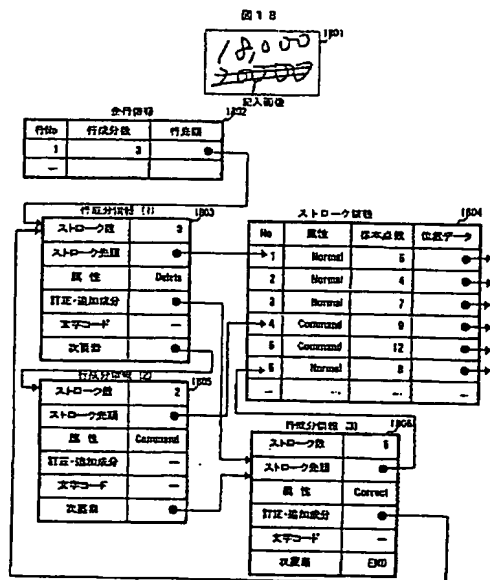 図18
1801
18,000
記入画像
全行情報
1802
行No 行成分数 行先頭
1 3
—
行成分情報 (1)
1803
ストローク数 3
ストローク先頭
属性 Delete
訂正・追加成分
文字コード —
次要素
行成分情報 (2)
1805
ストローク数 2
ストローク先頭
属性 Command
訂正・追加成分 —
文字コード —
次要素
ストローク情報
1804
No 属性 標本点数 位置データ
1 Normal 5
2 Normal 4
3 Normal 7
4 Command 9
5 Command 12
6 Normal 8
— ... ... —
行成分情報 (3)
1806
ストローク数 5
ストローク先頭
属性 Correct
訂正・追加成分
文字コード —
次要素 END